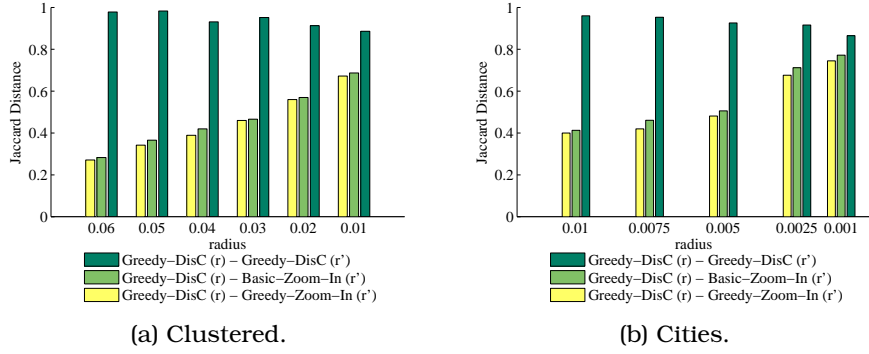 1
0.8
0.6
0.4
0.2
0
Jaccard Distance
0.06 0.05 0.04 0.03 0.02 0.01
radius
Greedy–DisC (r) – Greedy–DisC (r’)
Greedy–DisC (r) – Basic–Zoom–In (r’)
Greedy–DisC (r) – Greedy–Zoom–In (r’)
(a) Clustered.
1
0.8
0.6
0.4
0.2
0
Jaccard Distance
0.01 0.0075 0.005 0.0025 0.001
radius
Greedy–DisC (r) – Greedy–DisC (r’)
Greedy–DisC (r) – Basic–Zoom–In (r’)
Greedy–DisC (r) – Greedy–Zoom–In (r’)
(b) Cities.